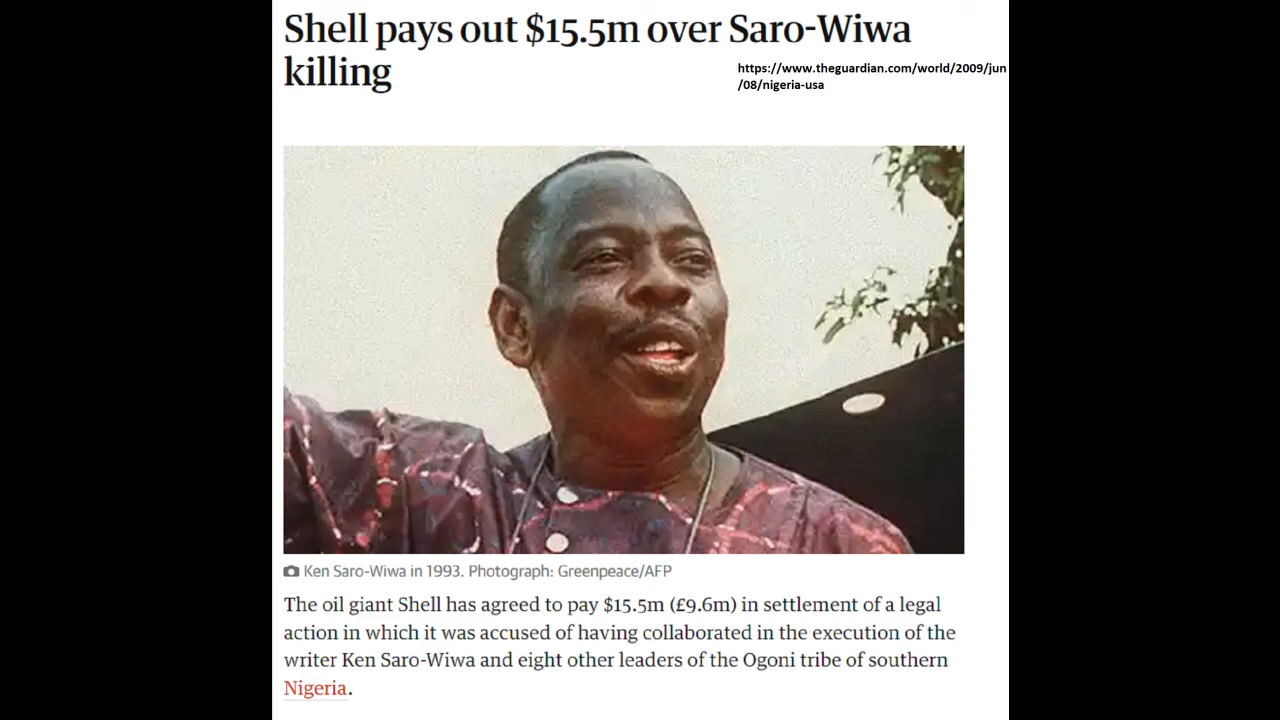 Shell pays out $15.5m over Saro-Wiwa
killing
https://www.theguardian.com/world/2009/jun
/08/nigeria-usa
Ken Saro-Wiwa in 1993. Photograph: Greenpeace/AFP
The oil giant Shell has agreed to pay $15.5m (£9.6m) in settlement of a legal
action in which it was accused of having collaborated in the execution of the
writer Ken Saro-Wiwa and eight other leaders of the Ogoni tribe of southern
Nigeria.